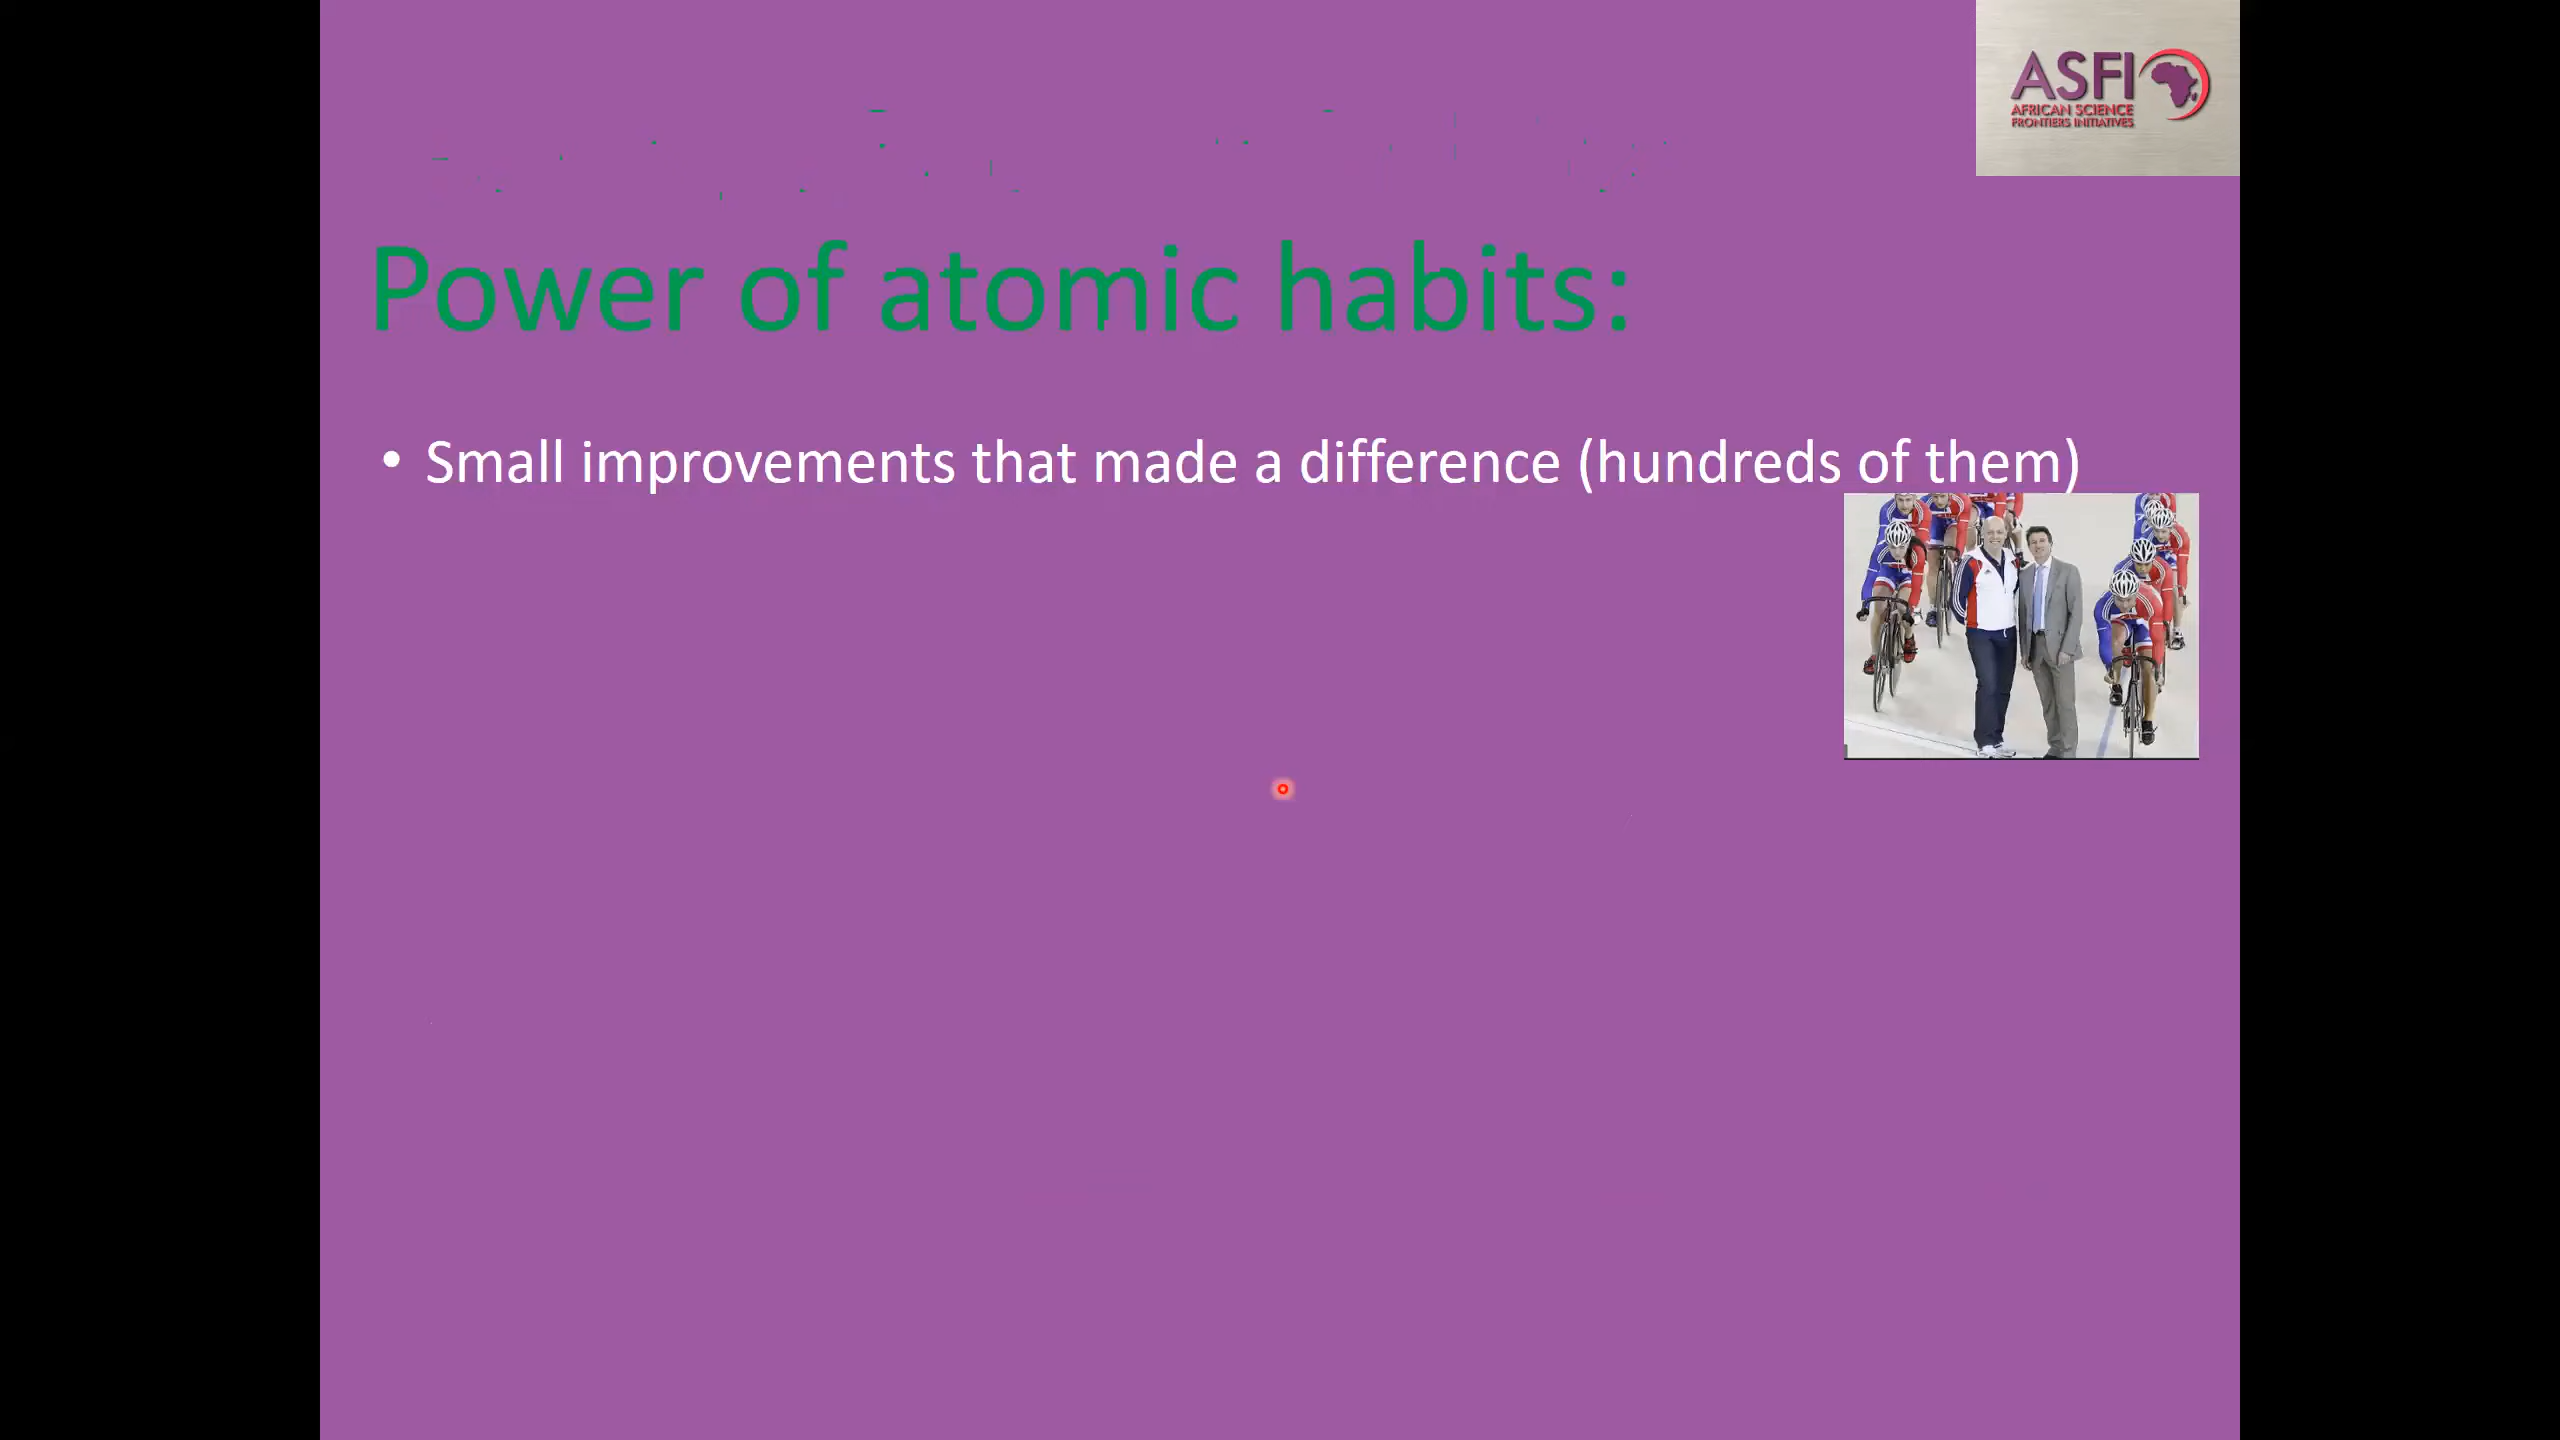 ASFI
AFRICAN SCIENCE
FRONTIERS INITIATIVES
Power of atomic habits:
• Small improvements that made a difference (hundreds of them)